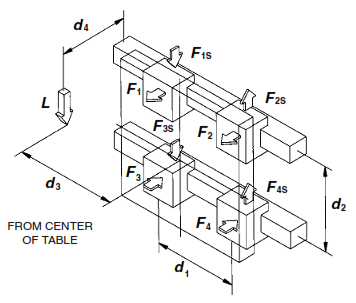 d4
F1S
L
F1
F2S
F3S
F2
F3
d3
F4S
d2
F4
FROM CENTER
OF TABLE
d1